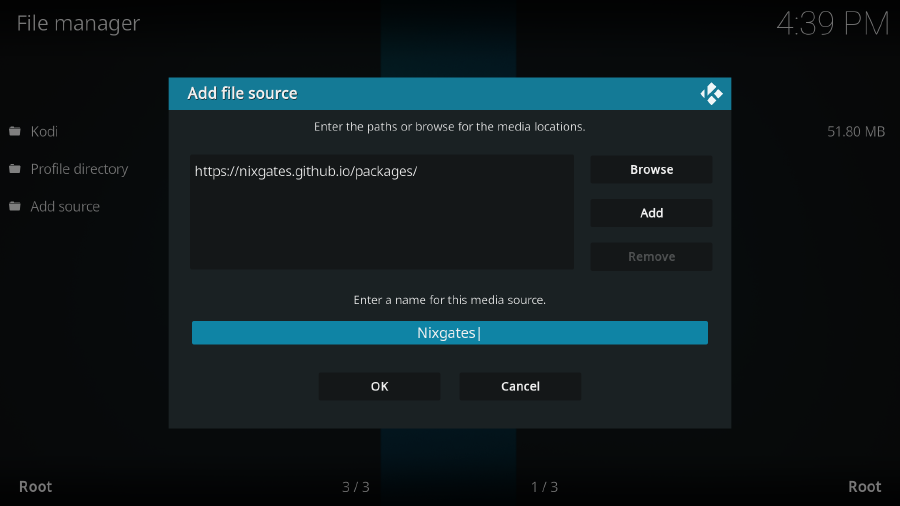 File manager
4:39 PM
Add file source
Enter the paths or browse for the media locations.
Kodi
51.80 MB
https://nixgates.github.io/packages/
Browse
Profile directory
Add source
Add
Remove
Enter a name for this media source.
Nixgates|
OK
Cancel
Root
3 / 3
1 / 3
Root